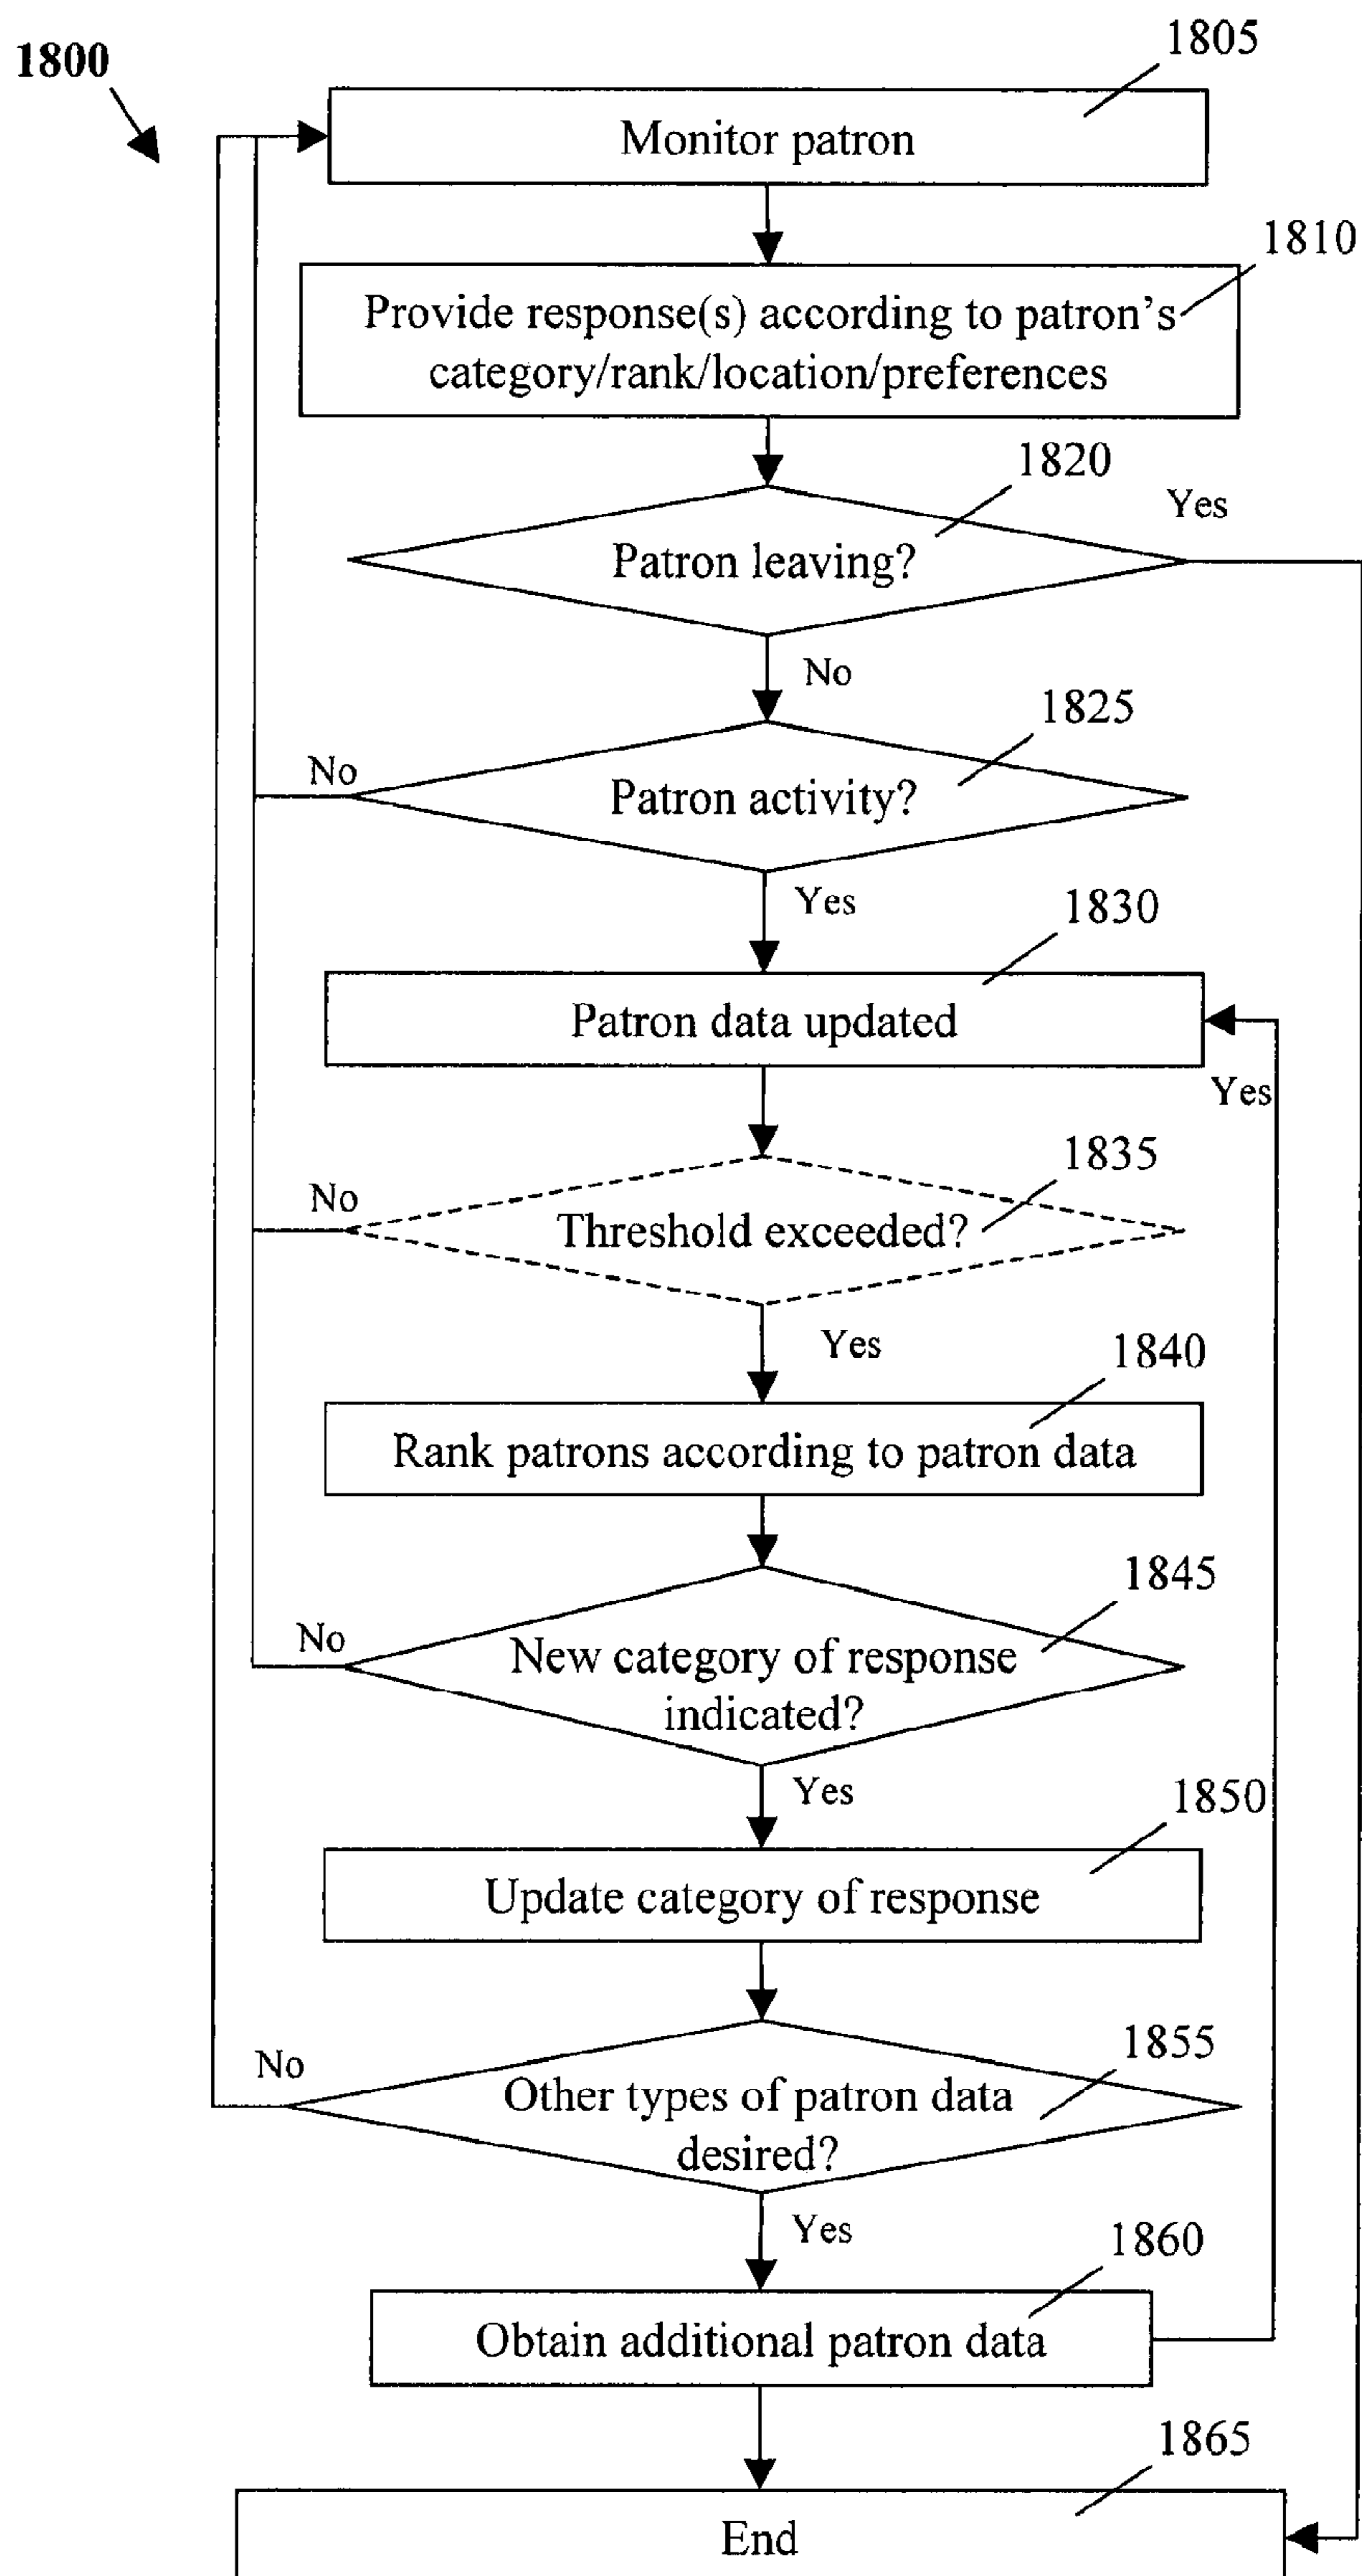 1800
1805
Monitor patron
1810
Provide response(s) according to patron's
category/rank/location/preferences
1820
Yes
Patron leaving?
No
1825
No
Patron activity?
Yes
1830
Patron data updated
Yes
1835
No
Threshold exceeded?
Yes
1840
Rank patrons according to patron data
1845
No
New category of response
indicated?
Yes
1850
Update category of response
1855
No
Other types of patron data
desired?
Yes
1860
Obtain additional patron data
1865
End